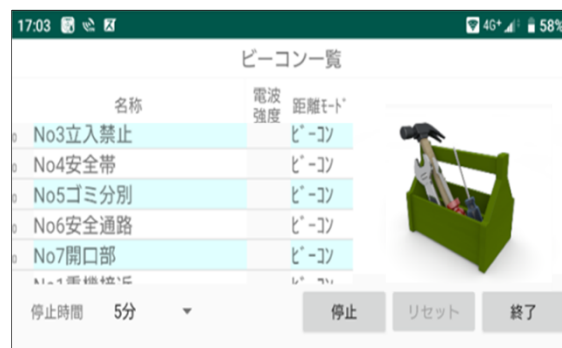 17:03 4G+ 58%
ビーコン一覧
名称 電波強度 距離ﾓｰﾄﾞ
No3立入禁止 ﾋﾞｰｺﾝ
No4安全帯 ﾋﾞｰｺﾝ
No5ゴミ分別 ﾋﾞｰｺﾝ
No6安全通路 ﾋﾞｰｺﾝ
No7開口部 ﾋﾞｰｺﾝ
停止時間 5分 停止 リセット 終了